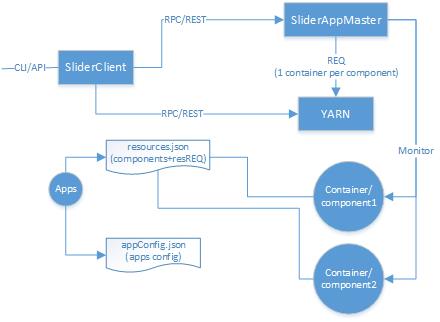 RPC/REST
SliderAppMaster
CLI/API
SliderClient
REQ
(1 container per component)
RPC/REST
YARN
resources.json
(components+resREQ)
Monitor
Apps
Container/
component1
appConfig.json
(apps config)
Container/
component2